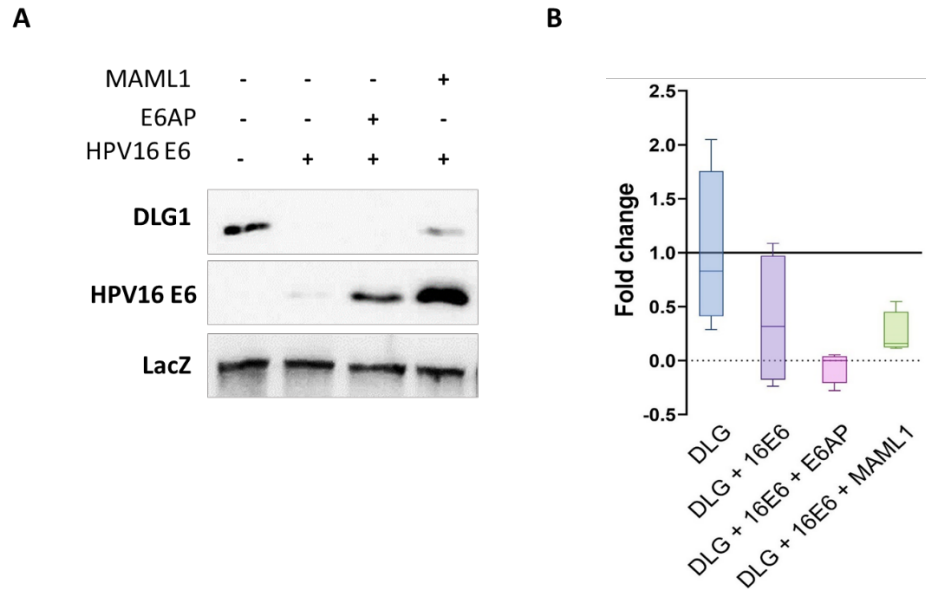 A
MAML1 - - - +
E6AP - - + -
HPV16 E6 - + + +
DLG1
HPV16 E6
LacZ
B
Fold change
2.5
2.0
1.5
1.0
0.5
0.0
-0.5
DLG
DLG + 16E6
DLG + 16E6 + E6AP
DLG + 16E6 + MAML1